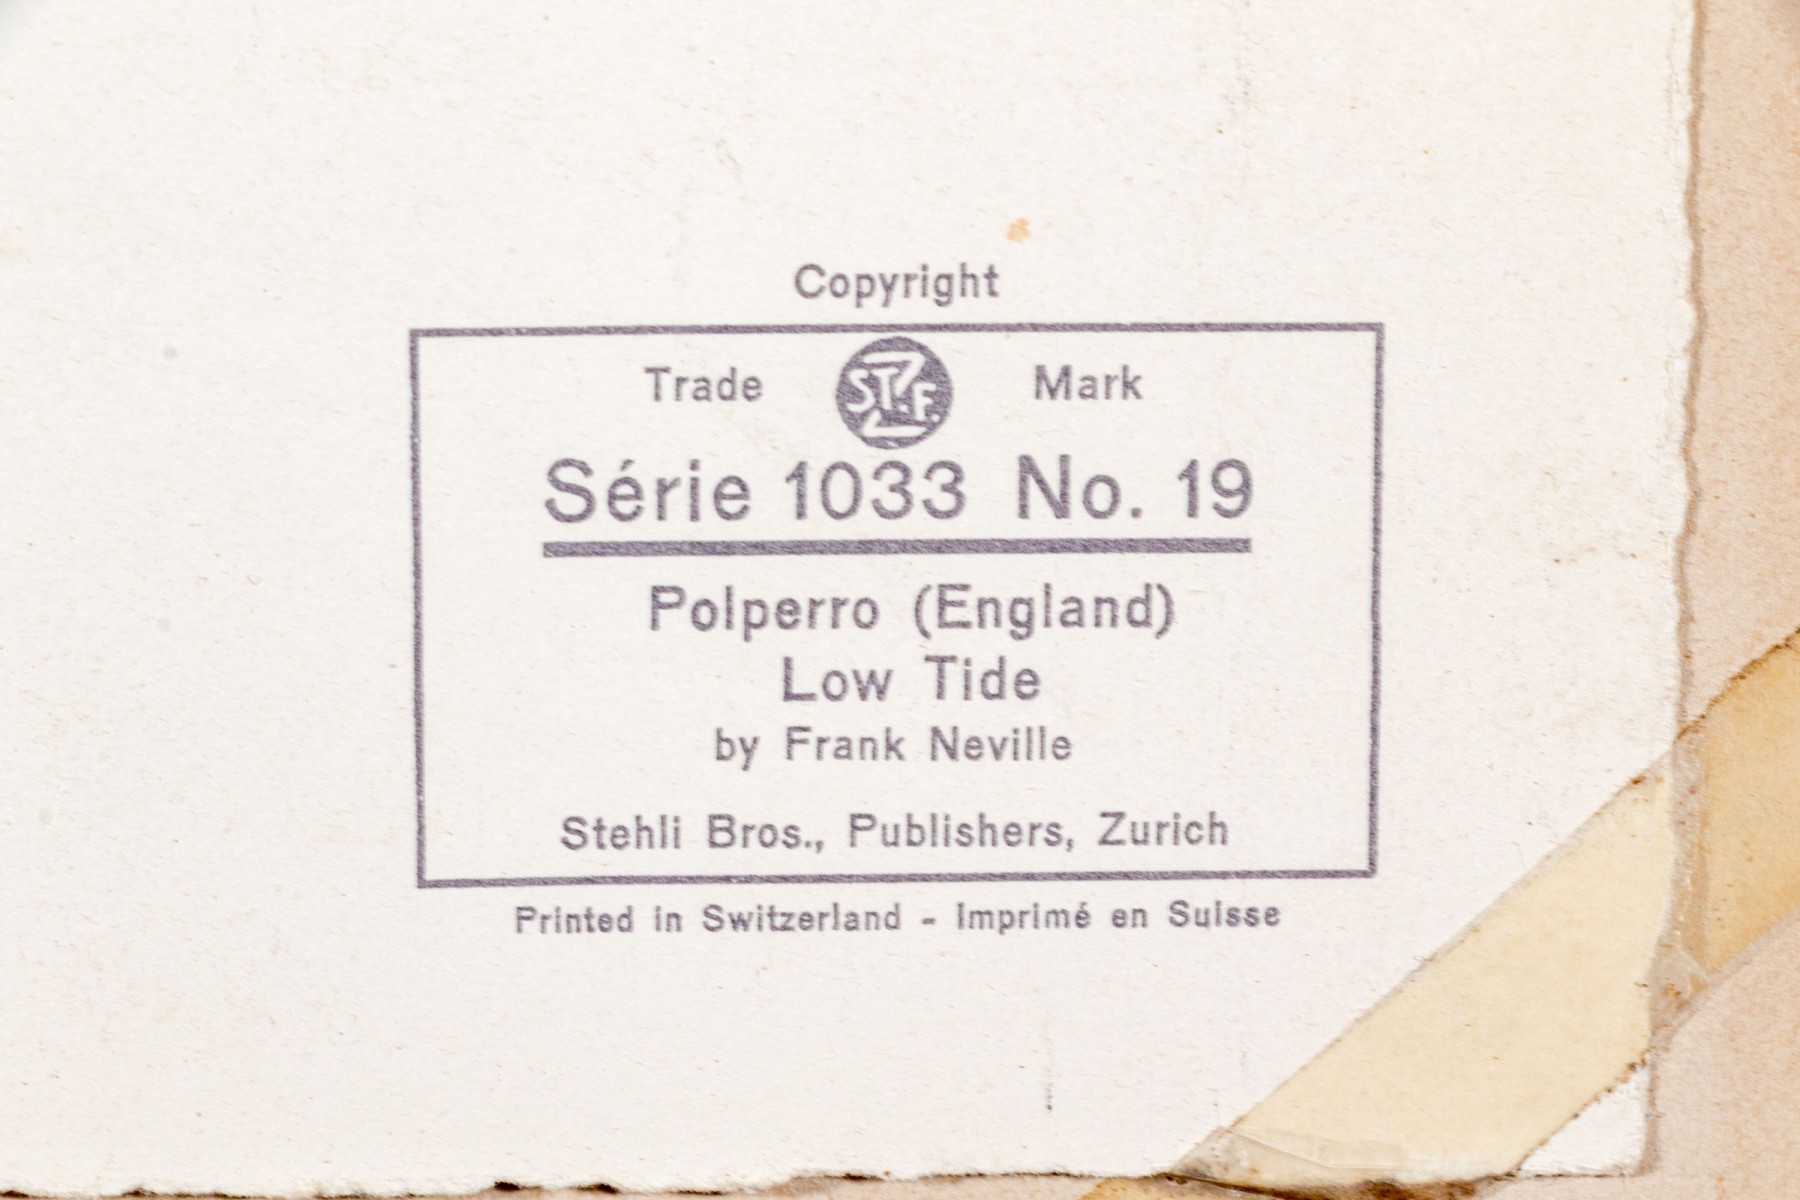 Copyright
Trade STZF. Mark
Série 1033 No. 19
Polperro (England)
Low Tide
by Frank Neville
Stehli Bros., Publishers, Zurich
Printed in Switzerland - Imprimé en Suisse